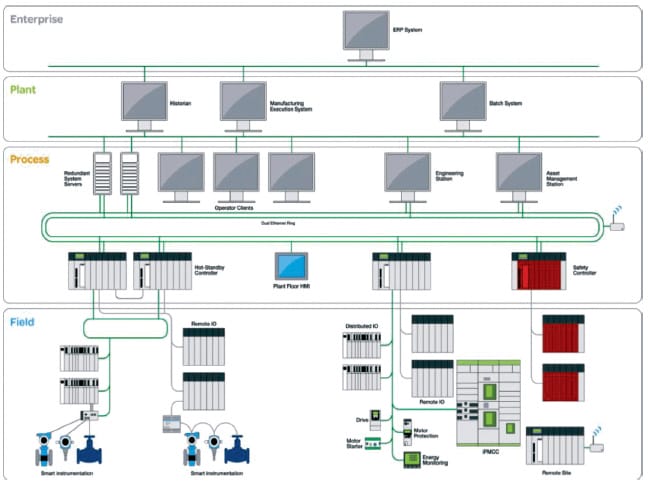 Enterprise
ERP System
Plant
Historian
Manufacturing
Execution System
Batch System
Process
Redundant
System
Servers
Operator Clients
Engineering
Station
Asset
Management
Station
Dual Ethernet Ring
Hot-Standby
Controller
Plant Floor HMI
Safety
Controller
Field
Remote IO
Distributed IO
Remote IO
Drive
Motor
Protection
Motor
Starter
Energy
Monitoring
iPMCC
Smart Instrumentation
Smart Instrumentation
Remote Site